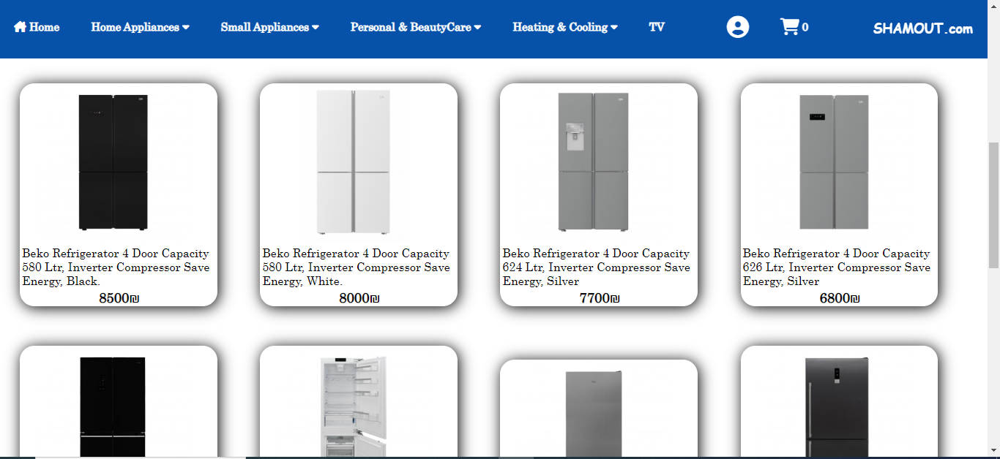 Home
Home Appliances
Small Appliances
Personal & BeautyCare
Heating & Cooling
TV
0
SHAMOUT.com
Beko Refrigerator 4 Door Capacity
580 Ltr, Inverter Compressor Save
Energy, Black.
8500₪
Beko Refrigerator 4 Door Capacity
580 Ltr, Inverter Compressor Save
Energy, White.
8000₪
Beko Refrigerator 4 Door Capacity
624 Ltr, Inverter Compressor Save
Energy, Silver
7700₪
Beko Refrigerator 4 Door Capacity
626 Ltr, Inverter Compressor Save
Energy, Silver
6800₪